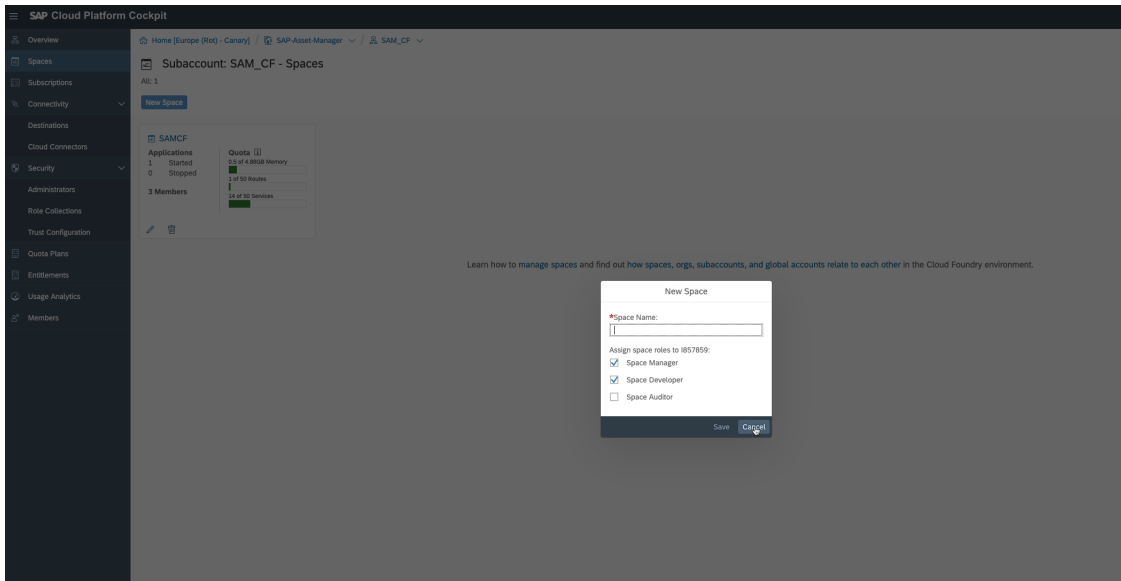 SAP Cloud Platform Cockpit
Overview
Spaces
Subscriptions
Connectivity
Destinations
Cloud Connectors
Security
Administrators
Role Collections
Trust Configuration
Quota Plans
Entitlements
Usage Analytics
Members
Home [Europe (Rot) - Canary] / SAP-Asset-Manager / SAM_CF
Subaccount: SAM_CF - Spaces
All: 1
New Space
SAMCF
Applications
1 Started
0 Stopped
3 Members
Quota
0.5 of 4.88GB Memory
1 of 50 Routes
14 of 50 Services
Learn how to manage spaces and find out how spaces, orgs, subaccounts, and global accounts relate to each other in the Cloud Foundry environment.
New Space
*Space Name:
Assign space roles to I857859:
Space Manager
Space Developer
Space Auditor
Save Cancel